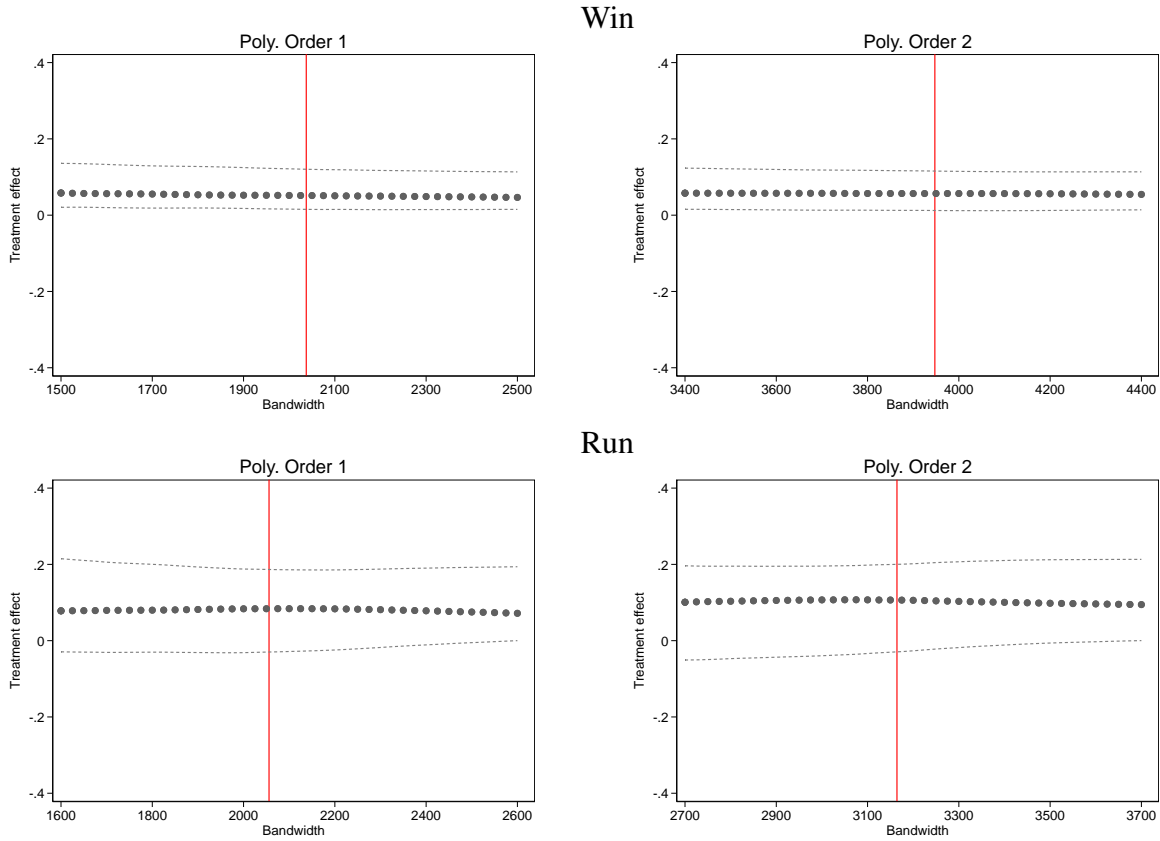 Win
Poly. Order 1
Poly. Order 2
.4
.2
0
-.2
-.4
Treatment effect
1500 1700 1900 2100 2300 2500
Bandwidth
.4
.2
0
-.2
-.4
Treatment effect
3400 3600 3800 4000 4200 4400
Bandwidth
Run
Poly. Order 1
Poly. Order 2
.4
.2
0
-.2
-.4
Treatment effect
1600 1800 2000 2200 2400 2600
Bandwidth
.4
.2
0
-.2
-.4
Treatment effect
2700 2900 3100 3300 3500 3700
Bandwidth